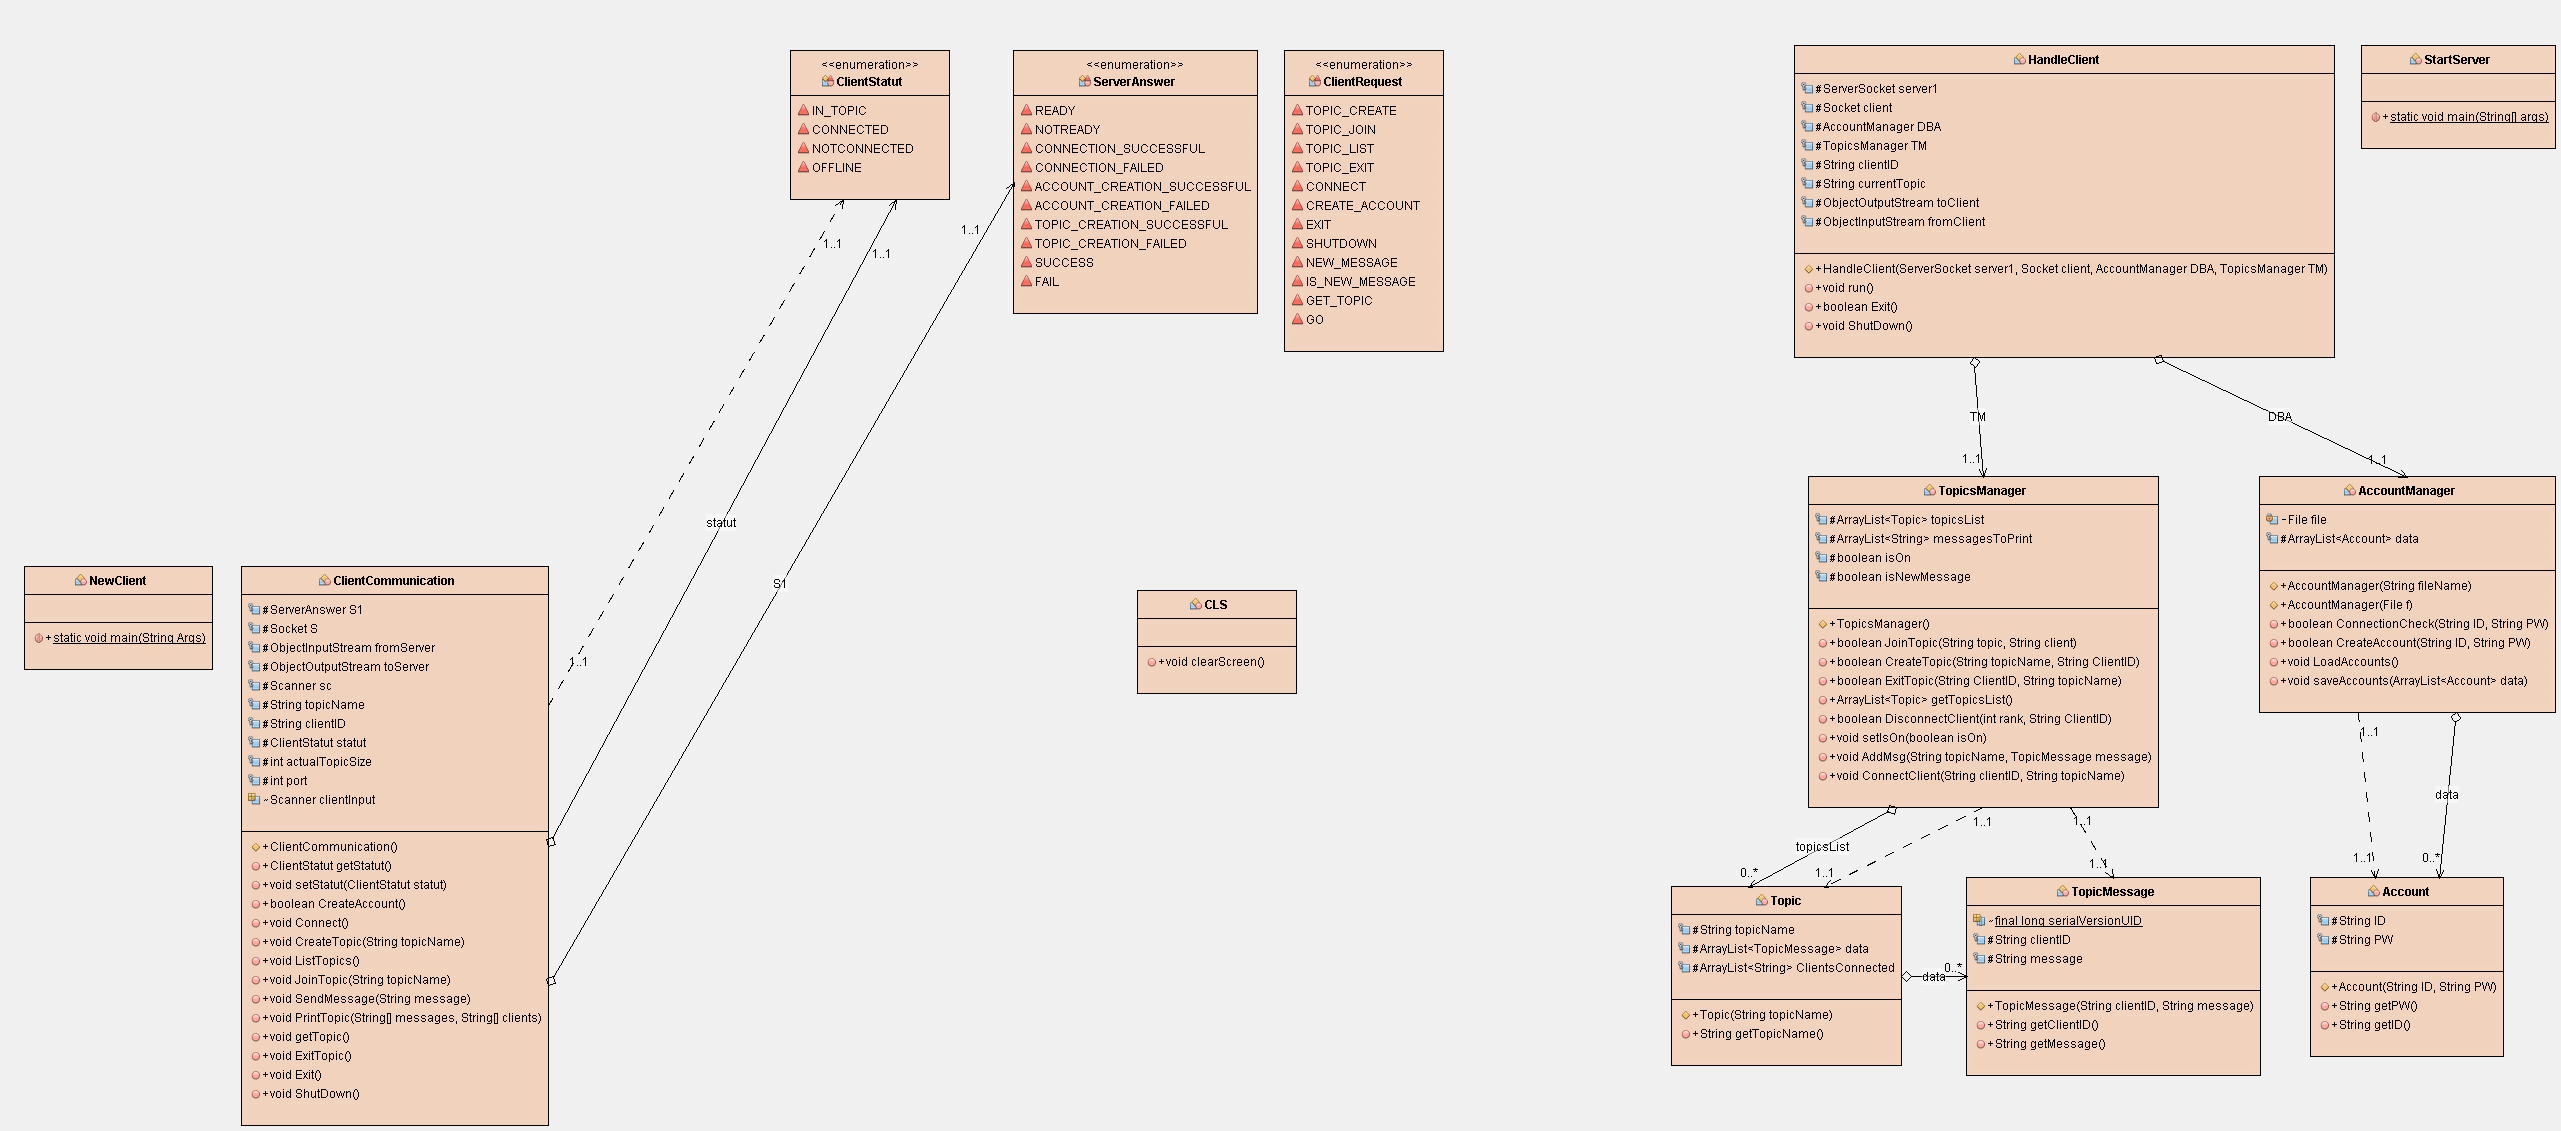 <<enumeration>>
ClientStatut
IN_TOPIC
CONNECTED
NOTCONNECTED
OFFLINE
<<enumeration>>
ServerAnswer
READY
NOTREADY
CONNECTION_SUCCESSFUL
CONNECTION_FAILED
ACCOUNT_CREATION_SUCCESSFUL
ACCOUNT_CREATION_FAILED
TOPIC_CREATION_SUCCESSFUL
TOPIC_CREATION_FAILED
SUCCESS
FAIL
<<enumeration>>
ClientRequest
TOPIC_CREATE
TOPIC_JOIN
TOPIC_LIST
TOPIC_EXIT
CONNECT
CREATE_ACCOUNT
EXIT
SHUTDOWN
NEW_MESSAGE
IS_NEW_MESSAGE
GET_TOPIC
GO
HandleClient
#ServerSocket server1
#Socket client
#AccountManager DBA
#TopicsManager TM
#String clientID
#String currentTopic
#ObjectOutputStream toClient
#ObjectInputStream fromClient
+HandleClient(ServerSocket server1, Socket client, AccountManager DBA, TopicsManager TM)
+void run()
+boolean Exit()
+void ShutDown()
StartServer
+static void main(String[] args)
1..1
1..1
1..1
statut
S1
1..1
TM
1..1
DBA
1..1
NewClient
+static void main(String Args)
ClientCommunication
#ServerAnswer S1
#Socket S
#ObjectInputStream fromServer
#ObjectOutputStream toServer
#Scanner sc
#String topicName
#String clientID
#ClientStatut statut
#int actualTopicSize
#int port
~Scanner clientInput
+ClientCommunication()
+ClientStatut getStatut()
+void setStatut(ClientStatut statut)
+boolean CreateAccount()
+void Connect()
+void CreateTopic(String topicName)
+void ListTopics()
+void JoinTopic(String topicName)
+void SendMessage(String message)
+void PrintTopic(String[] messages, String[] clients)
+void getTopic()
+void ExitTopic()
+void Exit()
+void ShutDown()
CLS
+void clearScreen()
TopicsManager
#ArrayList<Topic> topicsList
#ArrayList<String> messagesToPrint
#boolean isOn
#boolean isNewMessage
+TopicsManager()
+boolean JoinTopic(String topic, String client)
+boolean CreateTopic(String topicName, String ClientID)
+boolean ExitTopic(String ClientID, String topicName)
+ArrayList<Topic> getTopicsList()
+boolean DisconnectClient(int rank, String ClientID)
+void setIsOn(boolean isOn)
+void AddMsg(String topicName, TopicMessage message)
+void ConnectClient(String clientID, String topicName)
AccountManager
-File file
#ArrayList<Account> data
+AccountManager(String fileName)
+AccountManager(File f)
+boolean ConnectionCheck(String ID, String PW)
+boolean CreateAccount(String ID, String PW)
+void LoadAccounts()
+void saveAccounts(ArrayList<Account> data)
topicsList
0..*
1..1
1..1
1..1
1..1
1..1
1..1
data
0..*
Topic
#String topicName
#ArrayList<TopicMessage> data
#ArrayList<String> ClientsConnected
+Topic(String topicName)
+String getTopicName()
data
0..*
TopicMessage
~final long serialVersionUID
#String clientID
#String message
+TopicMessage(String clientID, String message)
+String getClientID()
+String getMessage()
Account
#String ID
#String PW
+Account(String ID, String PW)
+String getPW()
+String getID()